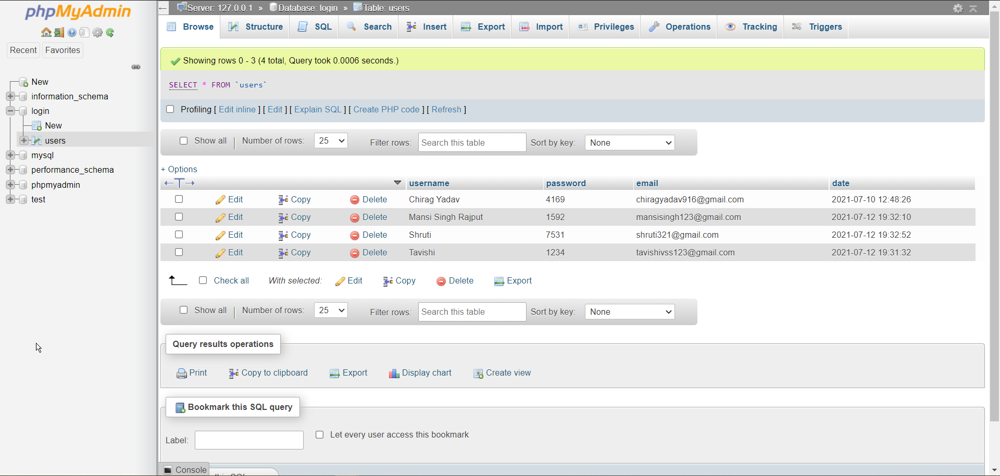 phpMyAdmin
Recent Favorites
New
information_schema
login
New
users
mysql
performance_schema
phpmyadmin
test
Server: 127.0.0.1 » Database: login » Table: users
Browse Structure SQL Search Insert Export Import Privileges Operations Tracking Triggers
Showing rows 0 - 3 (4 total, Query took 0.0006 seconds.)
SELECT * FROM `users`
Profiling [ Edit inline ] [ Edit ] [ Explain SQL ] [ Create PHP code ] [ Refresh ]
Show all | Number of rows: 25 Filter rows: Search this table Sort by key: None
+ Options
←T→ username password email date
Edit Copy Delete Chirag Yadav 4169 chiragyadav916@gmail.com 2021-07-10 12:48:26
Edit Copy Delete Mansi Singh Rajput 1592 mansisingh123@gmail.com 2021-07-12 19:32:10
Edit Copy Delete Shruti 7531 shruti321@gmail.com 2021-07-12 19:32:52
Edit Copy Delete Tavishi 1234 tavishivss123@gmail.com 2021-07-12 19:31:32
Check all With selected: Edit Copy Delete Export
Show all | Number of rows: 25 Filter rows: Search this table Sort by key: None
Query results operations
Print Copy to clipboard Export Display chart Create view
Bookmark this SQL query
Label: Let every user access this bookmark
Console